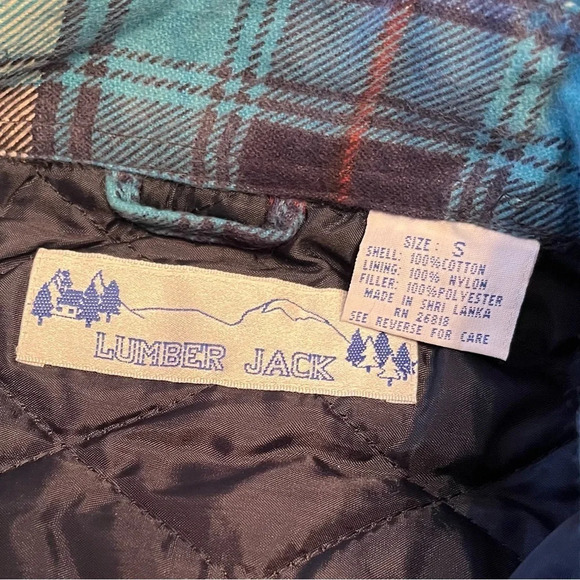 LUMBER JACK
SIZE: S
SHELL: 100%COTTON
LINING: 100% NYLON
FILLER: 100%POLYESTER
MADE IN SHRI LANKA
RN 26818
SEE REVERSE FOR CARE